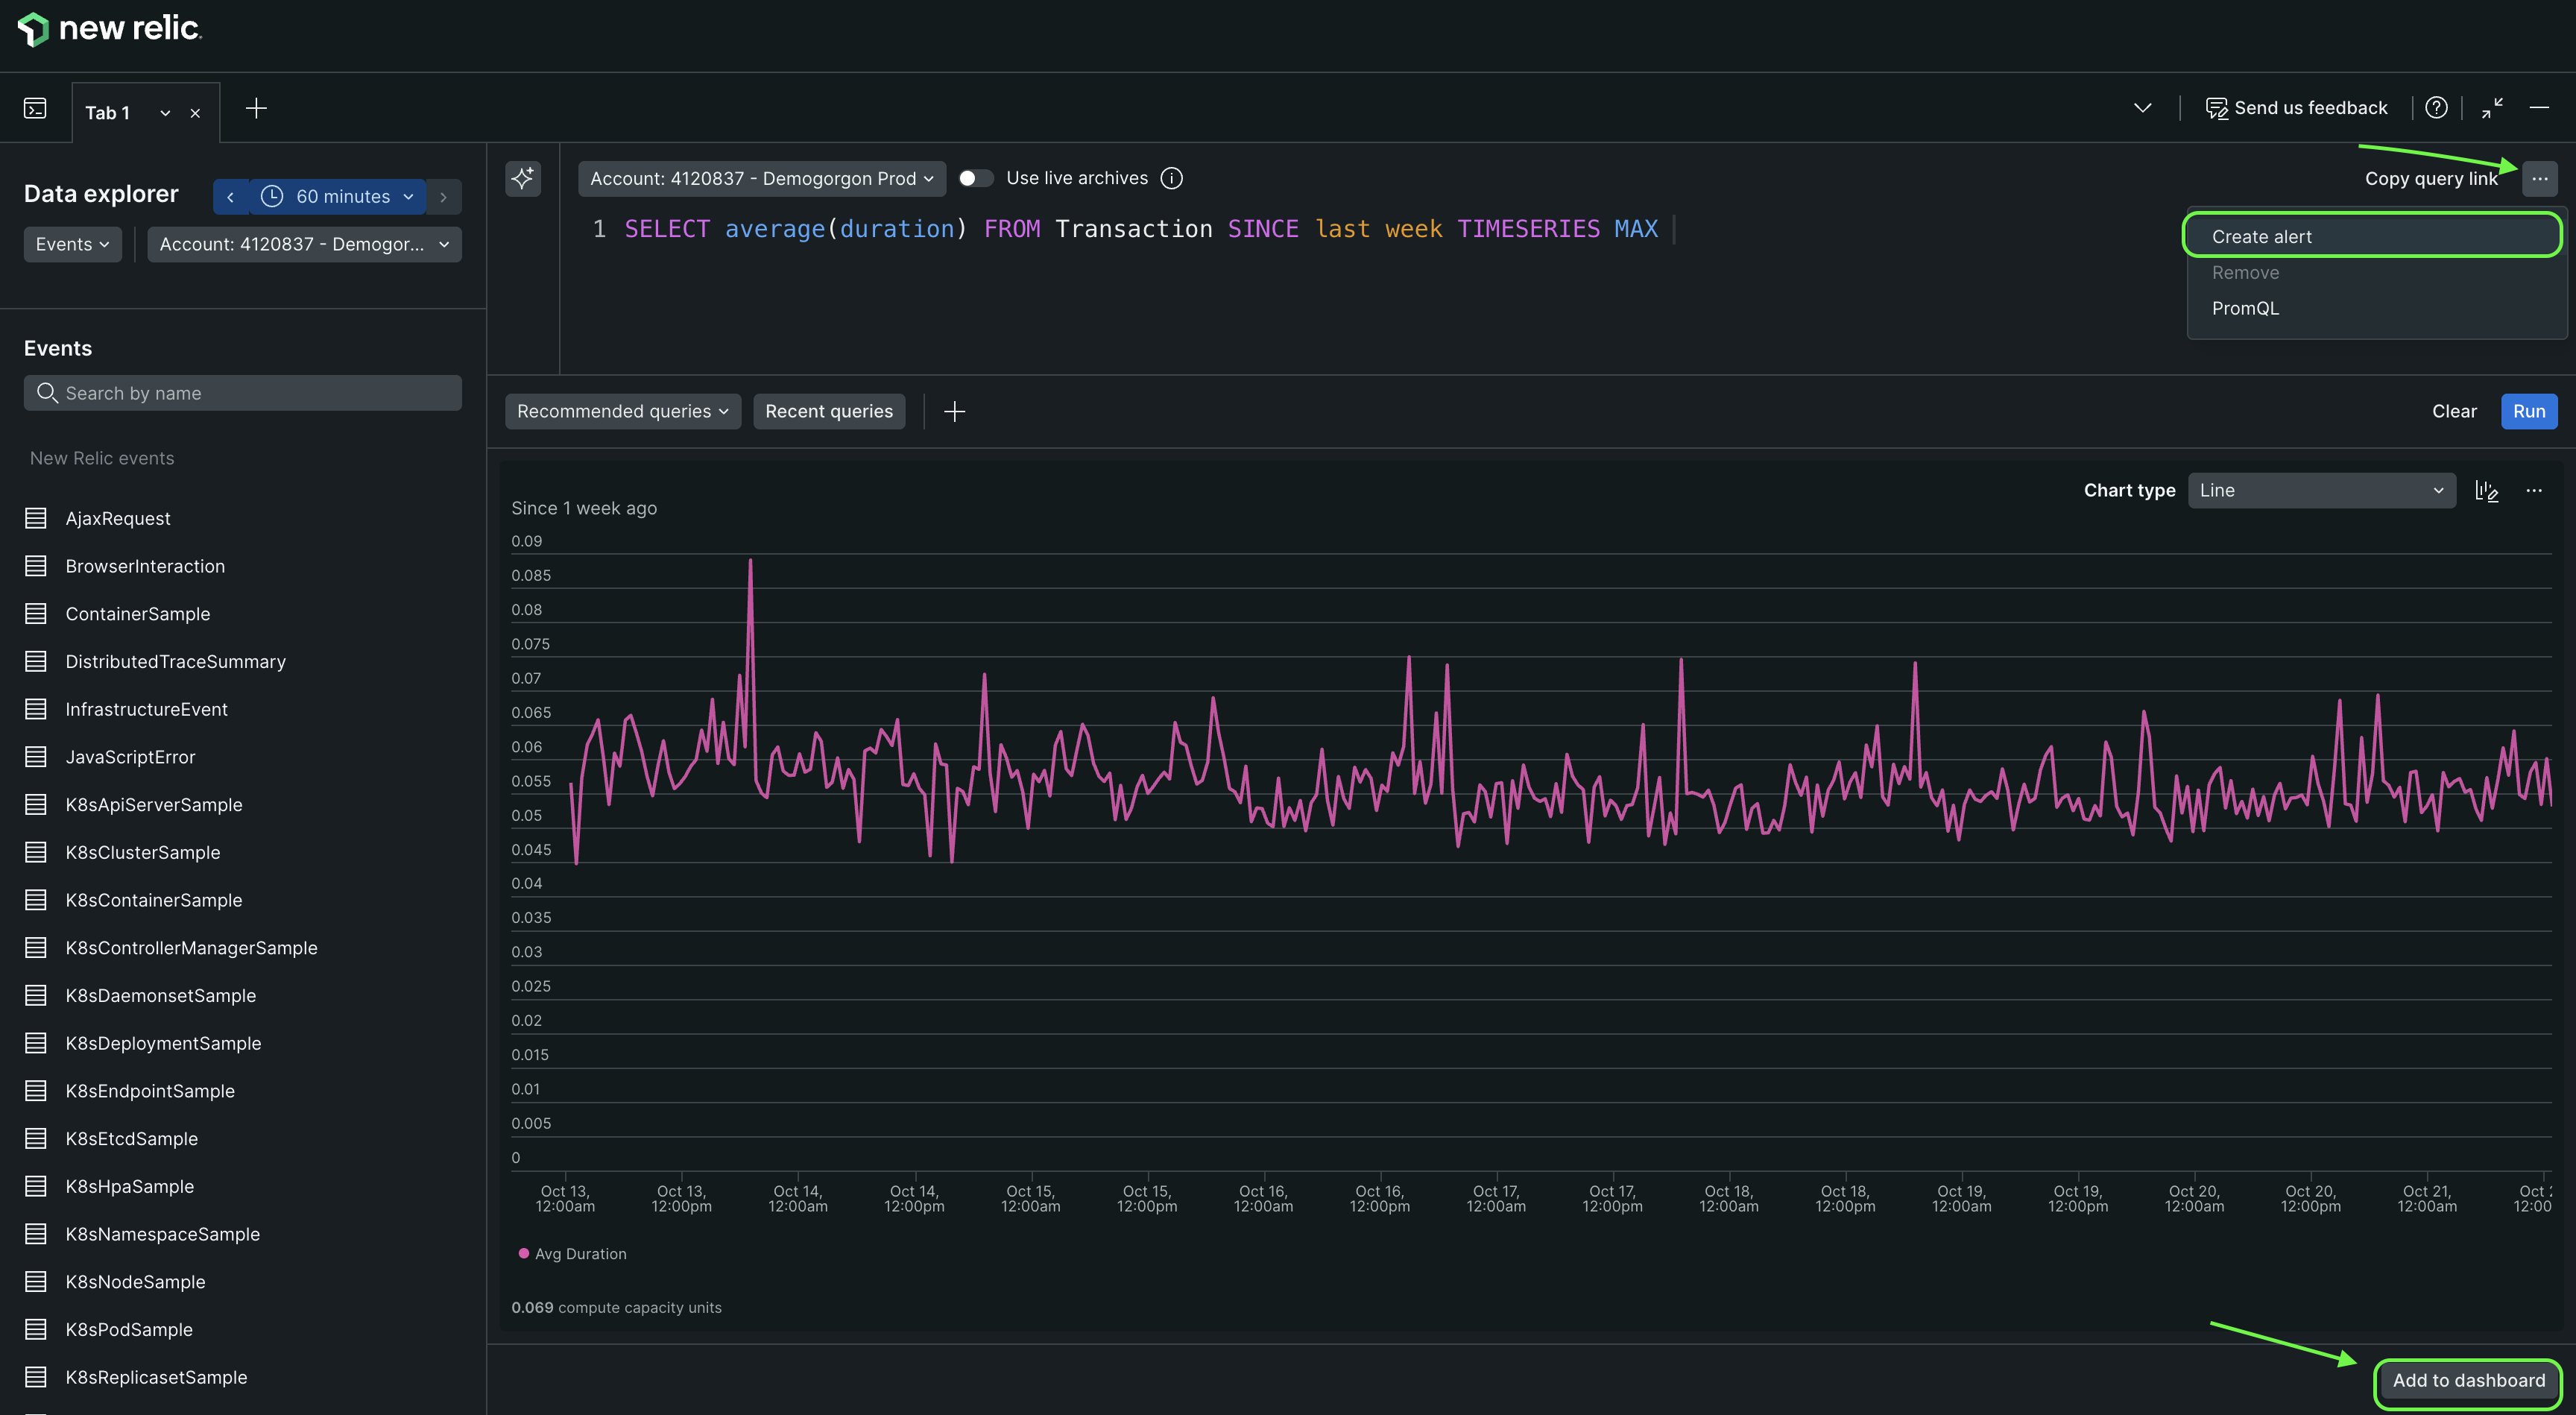 new relic.
Tab 1
Send us feedback
Data explorer
60 minutes
Events
Account: 4120837 - Demogor...
Account: 4120837 - Demogorgon Prod
Use live archives
Copy query link
1 SELECT average(duration) FROM Transaction SINCE last week TIMESERIES MAX
Create alert
Remove
PromQL
Events
Search by name
New Relic events
AjaxRequest
BrowserInteraction
ContainerSample
DistributedTraceSummary
InfrastructureEvent
JavaScriptError
K8sApiServerSample
K8sClusterSample
K8sContainerSample
K8sControllerManagerSample
K8sDaemonsetSample
K8sDeploymentSample
K8sEndpointSample
K8sEtcdSample
K8sHpaSample
K8sNamespaceSample
K8sNodeSample
K8sPodSample
K8sReplicasetSample
Recommended queries
Recent queries
Clear
Run
Chart type
Line
Since 1 week ago
0.09
0.085
0.08
0.075
0.07
0.065
0.06
0.055
0.05
0.045
0.04
0.035
0.03
0.025
0.02
0.015
0.01
0.005
0
Oct 13,
12:00am
Oct 13,
12:00pm
Oct 14,
12:00am
Oct 14,
12:00pm
Oct 15,
12:00am
Oct 15,
12:00pm
Oct 16,
12:00am
Oct 16,
12:00pm
Oct 17,
12:00am
Oct 17,
12:00pm
Oct 18,
12:00am
Oct 18,
12:00pm
Oct 19,
12:00am
Oct 19,
12:00pm
Oct 20,
12:00am
Oct 20,
12:00pm
Oct 21,
12:00am
Oct
12:00
Avg Duration
0.069 compute capacity units
Add to dashboard